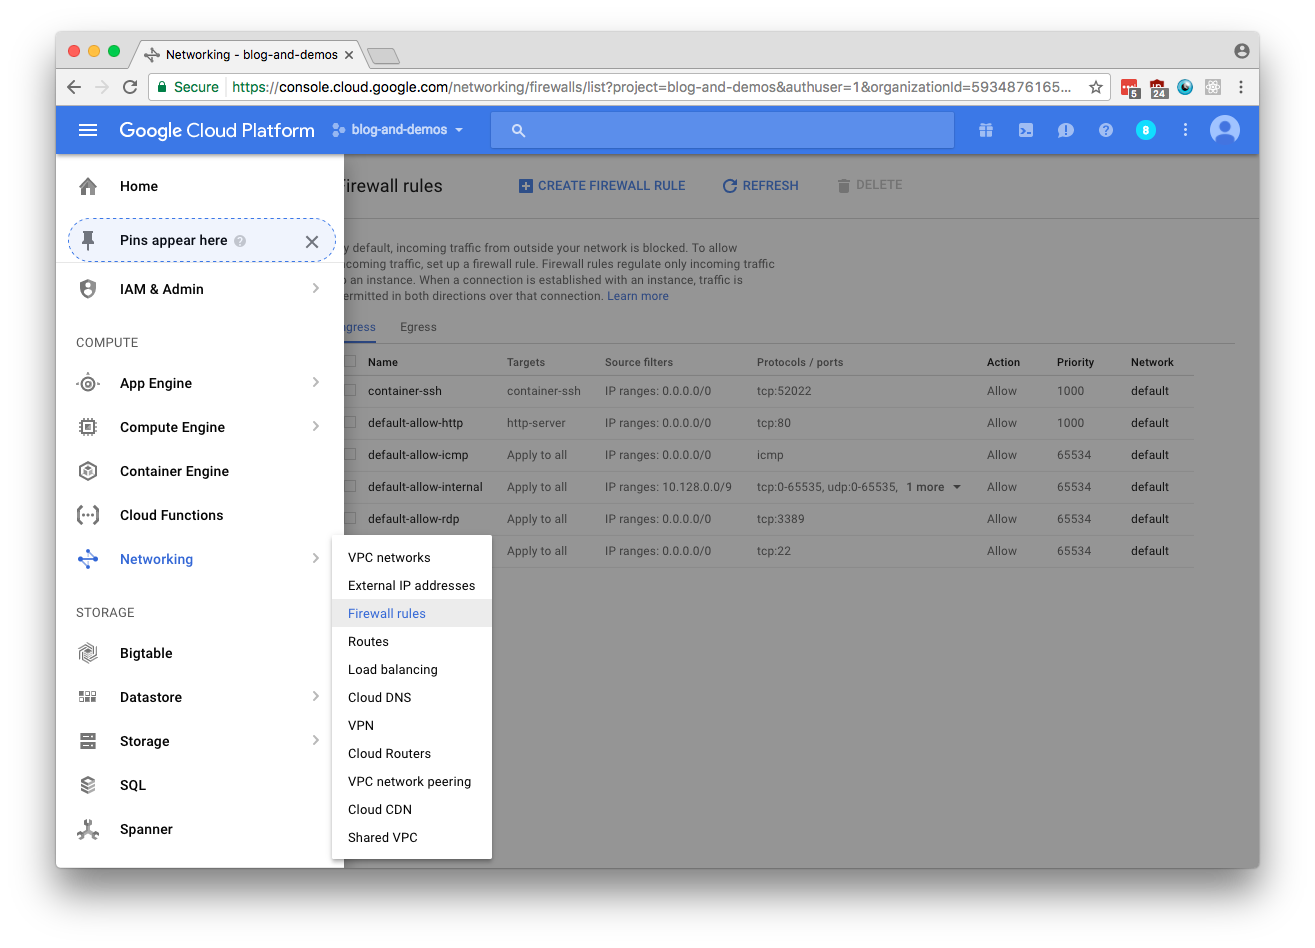 Networking - blog-and-demos
Secure https://console.cloud.google.com/networking/firewalls/list?project=blog-and-demos&authuser=1&organizationId=5934876165...
5
24
Google Cloud Platform blog-and-demos
8
Home
Pins appear here
IAM & Admin
COMPUTE
App Engine
Compute Engine
Container Engine
Cloud Functions
Networking
STORAGE
Bigtable
Datastore
Storage
SQL
Spanner
VPC networks
External IP addresses
Firewall rules
Routes
Load balancing
Cloud DNS
VPN
Cloud Routers
VPC network peering
Cloud CDN
Shared VPC
irewall rules CREATE FIREWALL RULE REFRESH DELETE
y default, incoming traffic from outside your network is blocked. To allow
coming traffic, set up a firewall rule. Firewall rules regulate only incoming traffic
o an instance. When a connection is established with an instance, traffic is
ermitted in both directions over that connection. Learn more
gress Egress
Name Targets Source filters Protocols / ports Action Priority Network
container-ssh container-ssh IP ranges: 0.0.0.0/0 tcp:52022 Allow 1000 default
default-allow-http http-server IP ranges: 0.0.0.0/0 tcp:80 Allow 1000 default
default-allow-icmp Apply to all IP ranges: 0.0.0.0/0 icmp Allow 65534 default
default-allow-internal Apply to all IP ranges: 10.128.0.0/9 tcp:0-65535, udp:0-65535, 1 more Allow 65534 default
default-allow-rdp Apply to all IP ranges: 0.0.0.0/0 tcp:3389 Allow 65534 default
Apply to all IP ranges: 0.0.0.0/0 tcp:22 Allow 65534 default